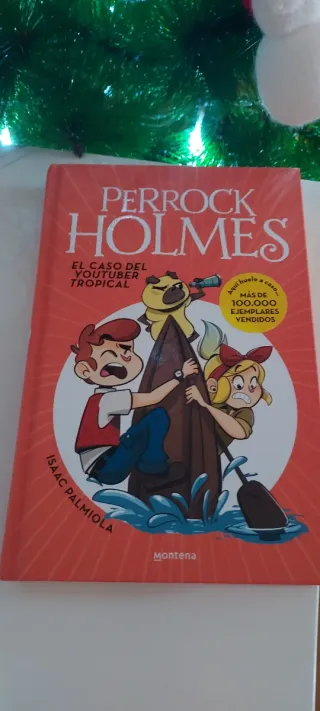 PERROCK
HOLMES
EL CASO DEL
YOUTUBER
TROPICAL
Aquí huele a caso...
MÁS DE
100.000
EJEMPLARES
VENDIDOS
ISAAC PALMIOLA
montena